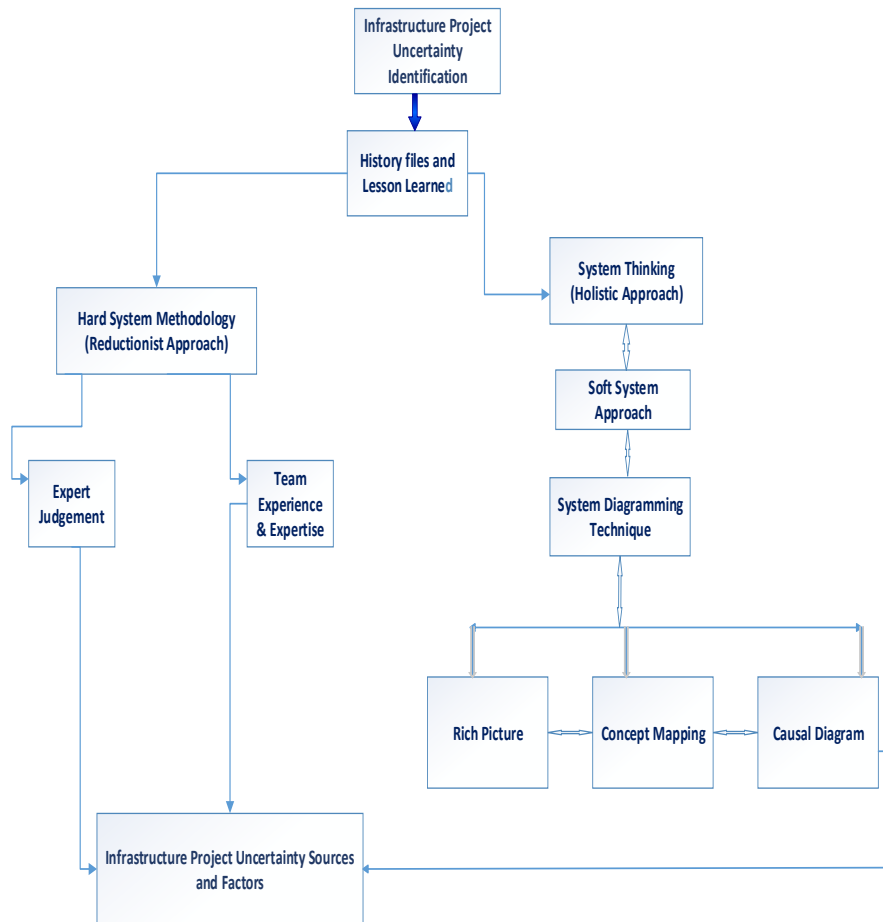 Infrastructure Project
Uncertainty
Identification
History files and
Lesson Learned
System Thinking
(Holistic Approach)
Hard System Methodology
(Reductionist Approach)
Soft System
Approach
Expert
Judgement
Team
Experience
& Expertise
System Diagramming
Technique
Rich Picture
Concept Mapping
Causal Diagram
Infrastructure Project Uncertainty Sources
and Factors